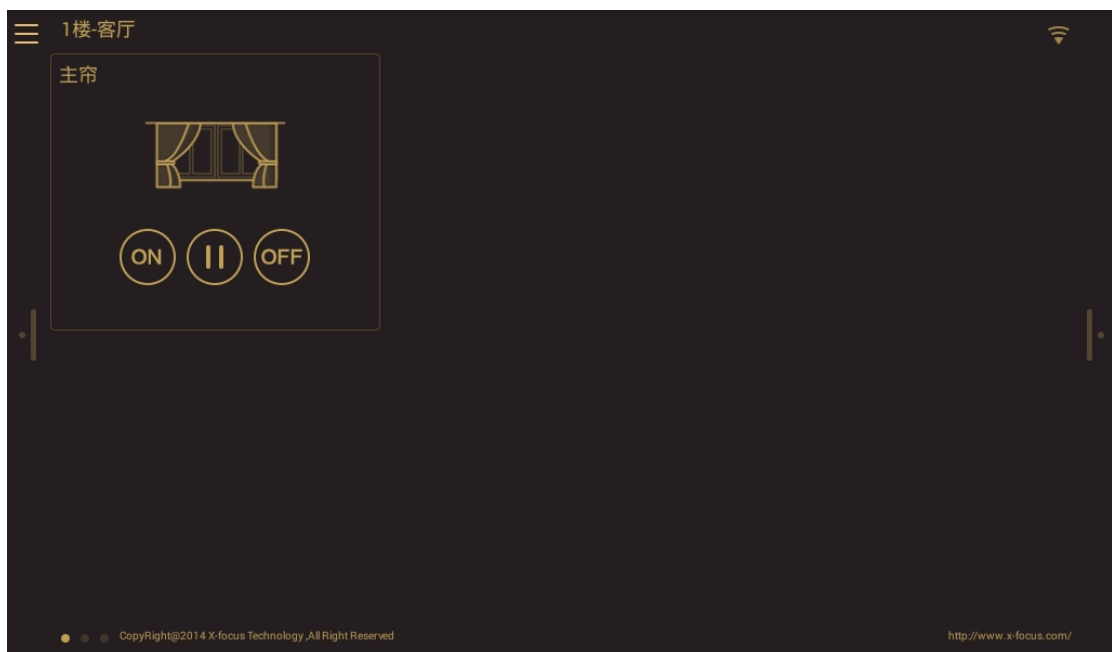 1楼-客厅
主帘
ON
OFF
CopyRight@2014 X-focus Technology ,All Right Reserved
http://www.x-focus.com/